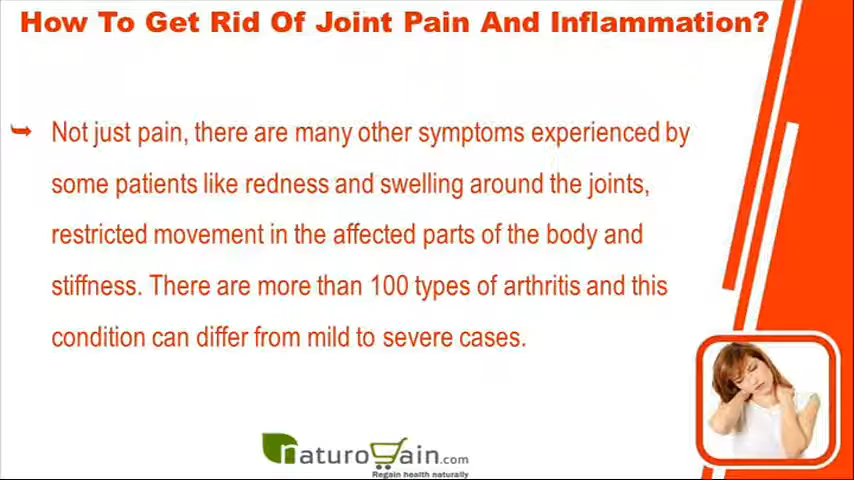 How To Get Rid Of Joint Pain And Inflammation?
Not just pain, there are many other symptoms experienced by
some patients like redness and swelling around the joints,
restricted movement in the affected parts of the body and
stiffness. There are more than 100 types of arthritis and this
condition can differ from mild to severe cases.
naturogain.com
Regain health naturally